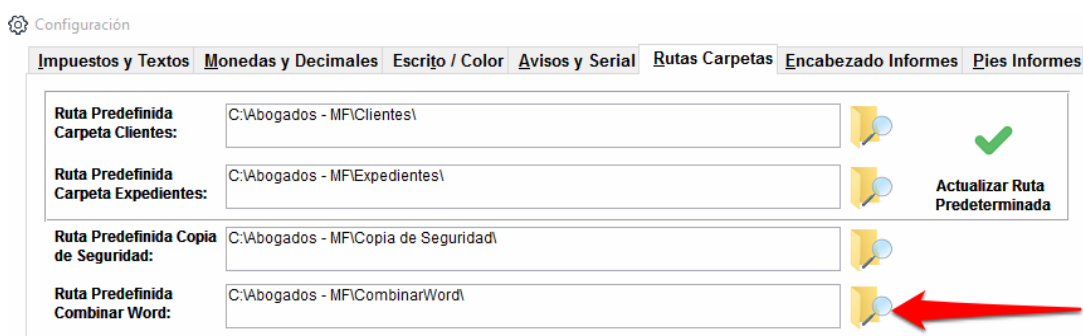 Configuración
Impuestos y Textos Monedas y Decimales Escrito / Color Avisos y Serial Rutas Carpetas Encabezado Informes Pies Informes
Ruta Predefinida
Carpeta Clientes:
C:\Abogados - MF\Clientes\
Ruta Predefinida
Carpeta Expedientes:
C:\Abogados - MF\Expedientes\
Actualizar Ruta
Predeterminada
Ruta Predefinida Copia
de Seguridad:
C:\Abogados - MF\Copia de Seguridad\
Ruta Predefinida
Combinar Word:
C:\Abogados - MF\CombinarWord\